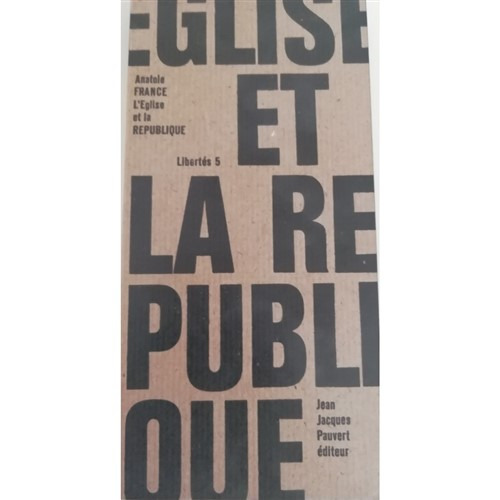 EGLISE
Anatole
FRANCE
L'Eglise
et la
REPUBLIQUE
ET
Libertés 5
LA RE
PUBLI
QUE
Jean
Jacques
Pauvert
éditeur